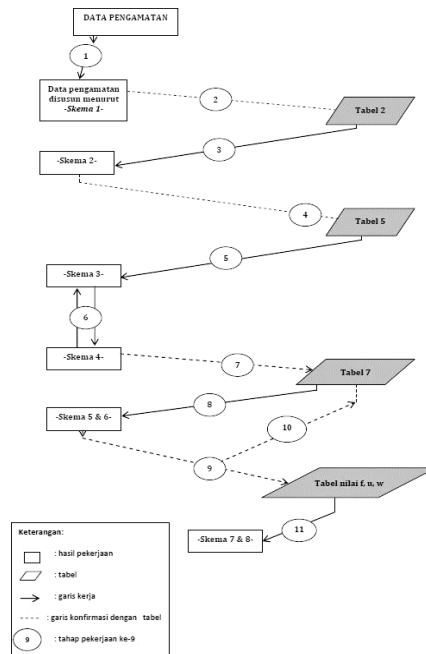 DATA PENGAMATAN
1
Data pengamatan
disusun menurut
-Skema 1-
2
Tabel 2
3
-Skema 2-
4
Tabel 5
5
-Skema 3-
6
-Skema 4-
7
Tabel 7
8
-Skema 5 & 6-
10
9
Tabel nilai f, u, w
11
-Skema 7 & 8-
Keterangan:
: hasil pekerjaan
: tabel
: garis kerja
: garis konfirmasi dengan tabel
9 : tahap pekerjaan ke-9